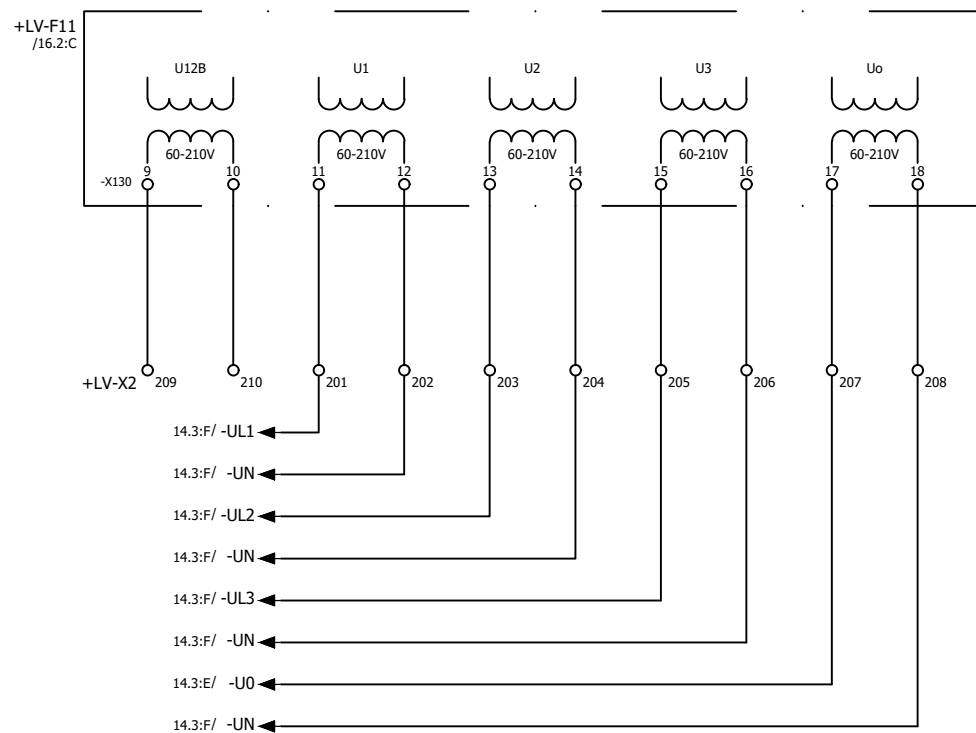 +LV-F11
/16.2:C
U12B U1 U2 U3 Uo
60-210V 60-210V 60-210V 60-210V 60-210V
-X130 9 10 11 12 13 14 15 16 17 18
+LV-X2 209 210 201 202 203 204 205 206 207 208
14.3:F/ -UL1
14.3:F/ -UN
14.3:F/ -UL2
14.3:F/ -UN
14.3:F/ -UL3
14.3:F/ -UN
14.3:E/ -U0
14.3:F/ -UN